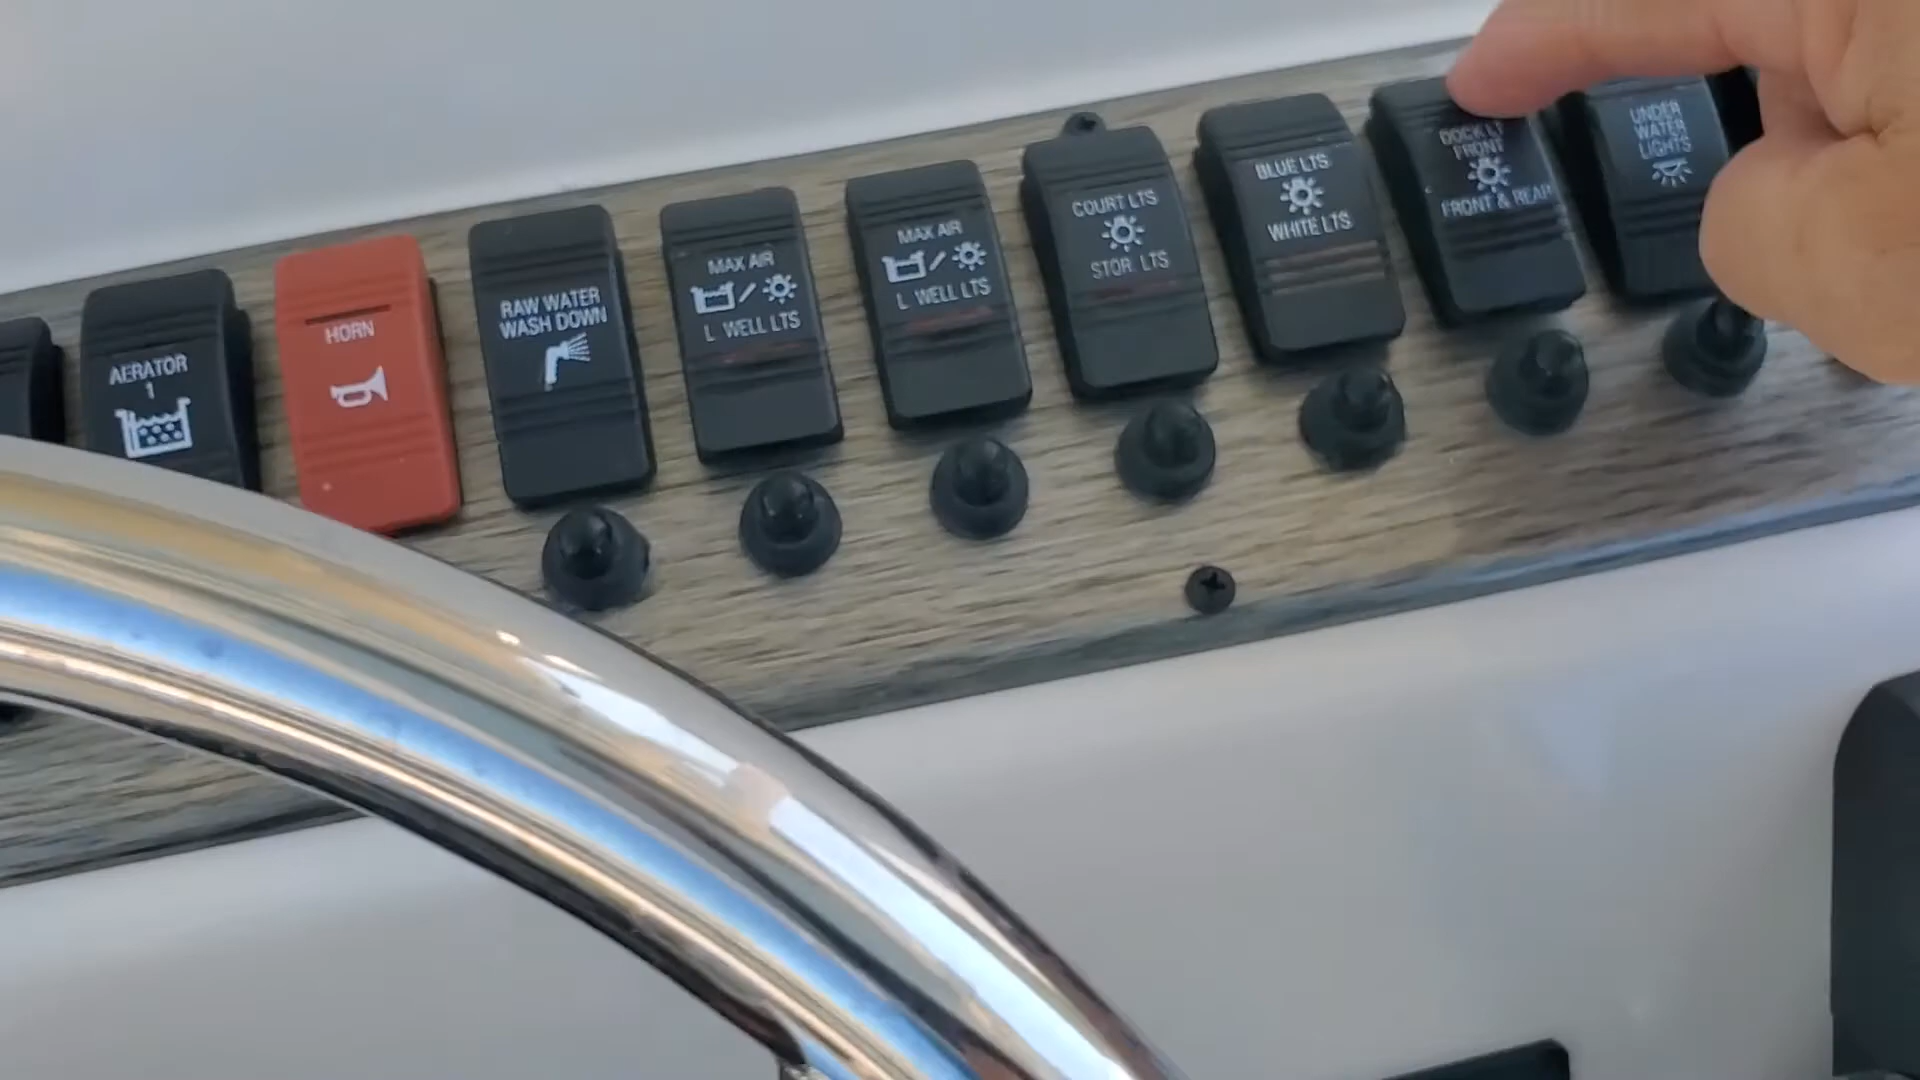 AERATOR
1
HORN
RAW WATER
WASH DOWN
MAX AIR
L WELL LTS
MAX AIR
L WELL LTS
COURT LTS
STOR LTS
BLUE LTS
WHITE LTS
DOCK LT
FRONT
FRONT & REAR
UNDER
WATER
LIGHTS